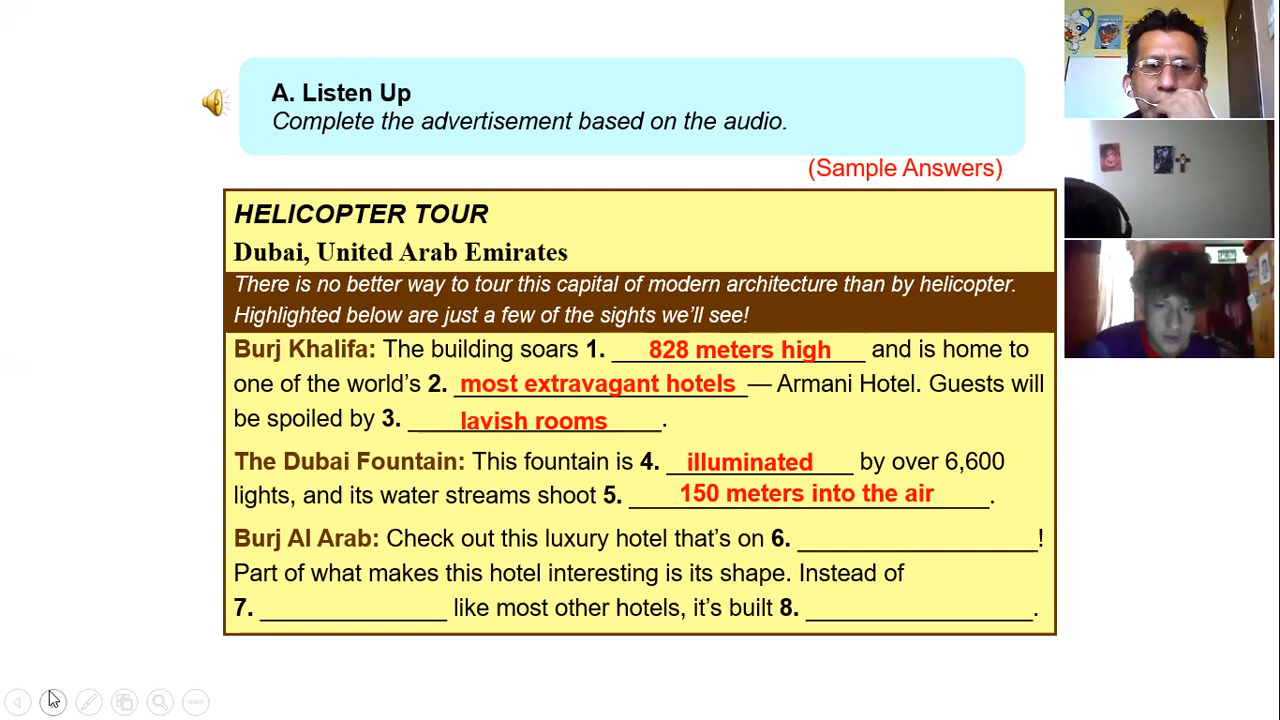 A. Listen Up
Complete the advertisement based on the audio.
(Sample Answers)
HELICOPTER TOUR
Dubai, United Arab Emirates
There is no better way to tour this capital of modern architecture than by helicopter.
Highlighted below are just a few of the sights we’ll see!
Burj Khalifa: The building soars 1. 828 meters high and is home to
one of the world’s 2. most extravagant hotels — Armani Hotel. Guests will
be spoiled by 3. lavish rooms.
The Dubai Fountain: This fountain is 4. illuminated by over 6,600
lights, and its water streams shoot 5. 150 meters into the air.
Burj Al Arab: Check out this luxury hotel that’s on 6. ___________________!
Part of what makes this hotel interesting is its shape. Instead of
7. ______________ like most other hotels, it’s built 8. _________________.
SALIDA